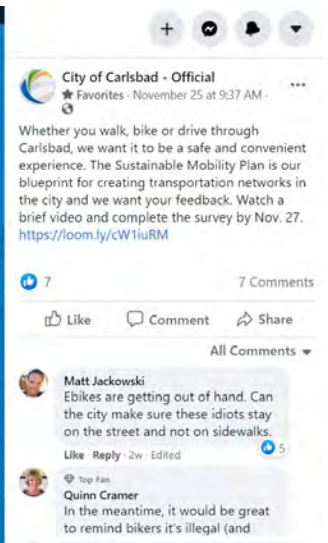 City of Carlsbad - Official
Favorites · November 25 at 9:37 AM ·
Whether you walk, bike or drive through
Carlsbad, we want it to be a safe and convenient
experience. The Sustainable Mobility Plan is our
blueprint for creating transportation networks in
the city and we want your feedback. Watch a
brief video and complete the survey by Nov. 27.
https://loom.ly/cW1iuRM
7 7 Comments
Like Comment Share
All Comments
Matt Jackowski
Ebikes are getting out of hand. Can
the city make sure these idiots stay
on the street and not on sidewalks.
Like · Reply · 2w · Edited 5
Top Fan
Quinn Cramer
In the meantime, it would be great
to remind bikers it's illegal (and